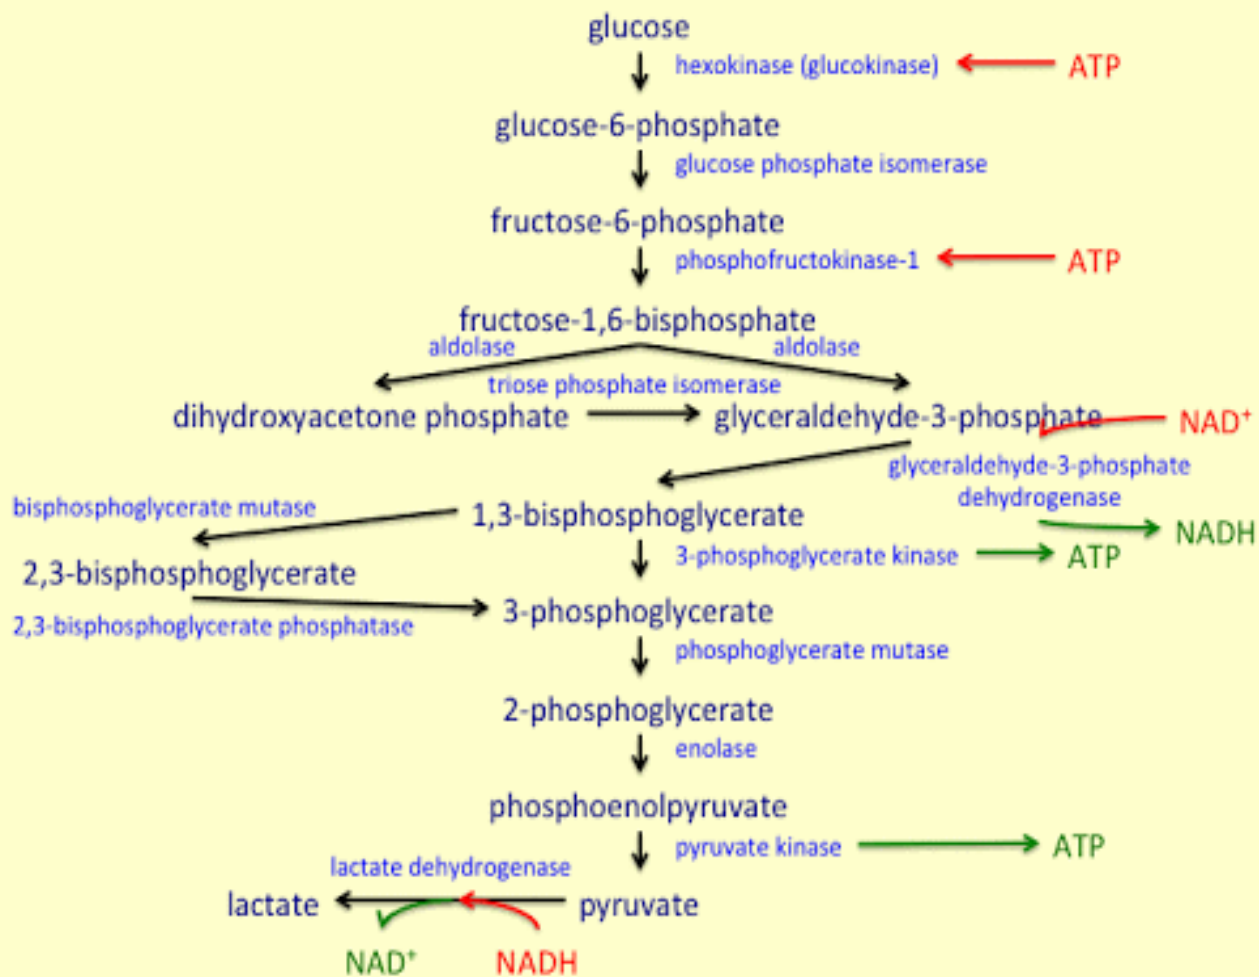 glucose
hexokinase (glucokinase) ATP
glucose-6-phosphate
glucose phosphate isomerase
fructose-6-phosphate
phosphofructokinase-1 ATP
fructose-1,6-bisphosphate
aldolase aldolase
triose phosphate isomerase
dihydroxyacetone phosphate glyceraldehyde-3-phosphate NAD⁺
glyceraldehyde-3-phosphate
dehydrogenase
bisphosphoglycerate mutase 1,3-bisphosphoglycerate
NADH
3-phosphoglycerate kinase ATP
2,3-bisphosphoglycerate
3-phosphoglycerate
2,3-bisphosphoglycerate phosphatase
phosphoglycerate mutase
2-phosphoglycerate
enolase
phosphoenolpyruvate
pyruvate kinase ATP
lactate dehydrogenase
lactate pyruvate
NAD⁺ NADH